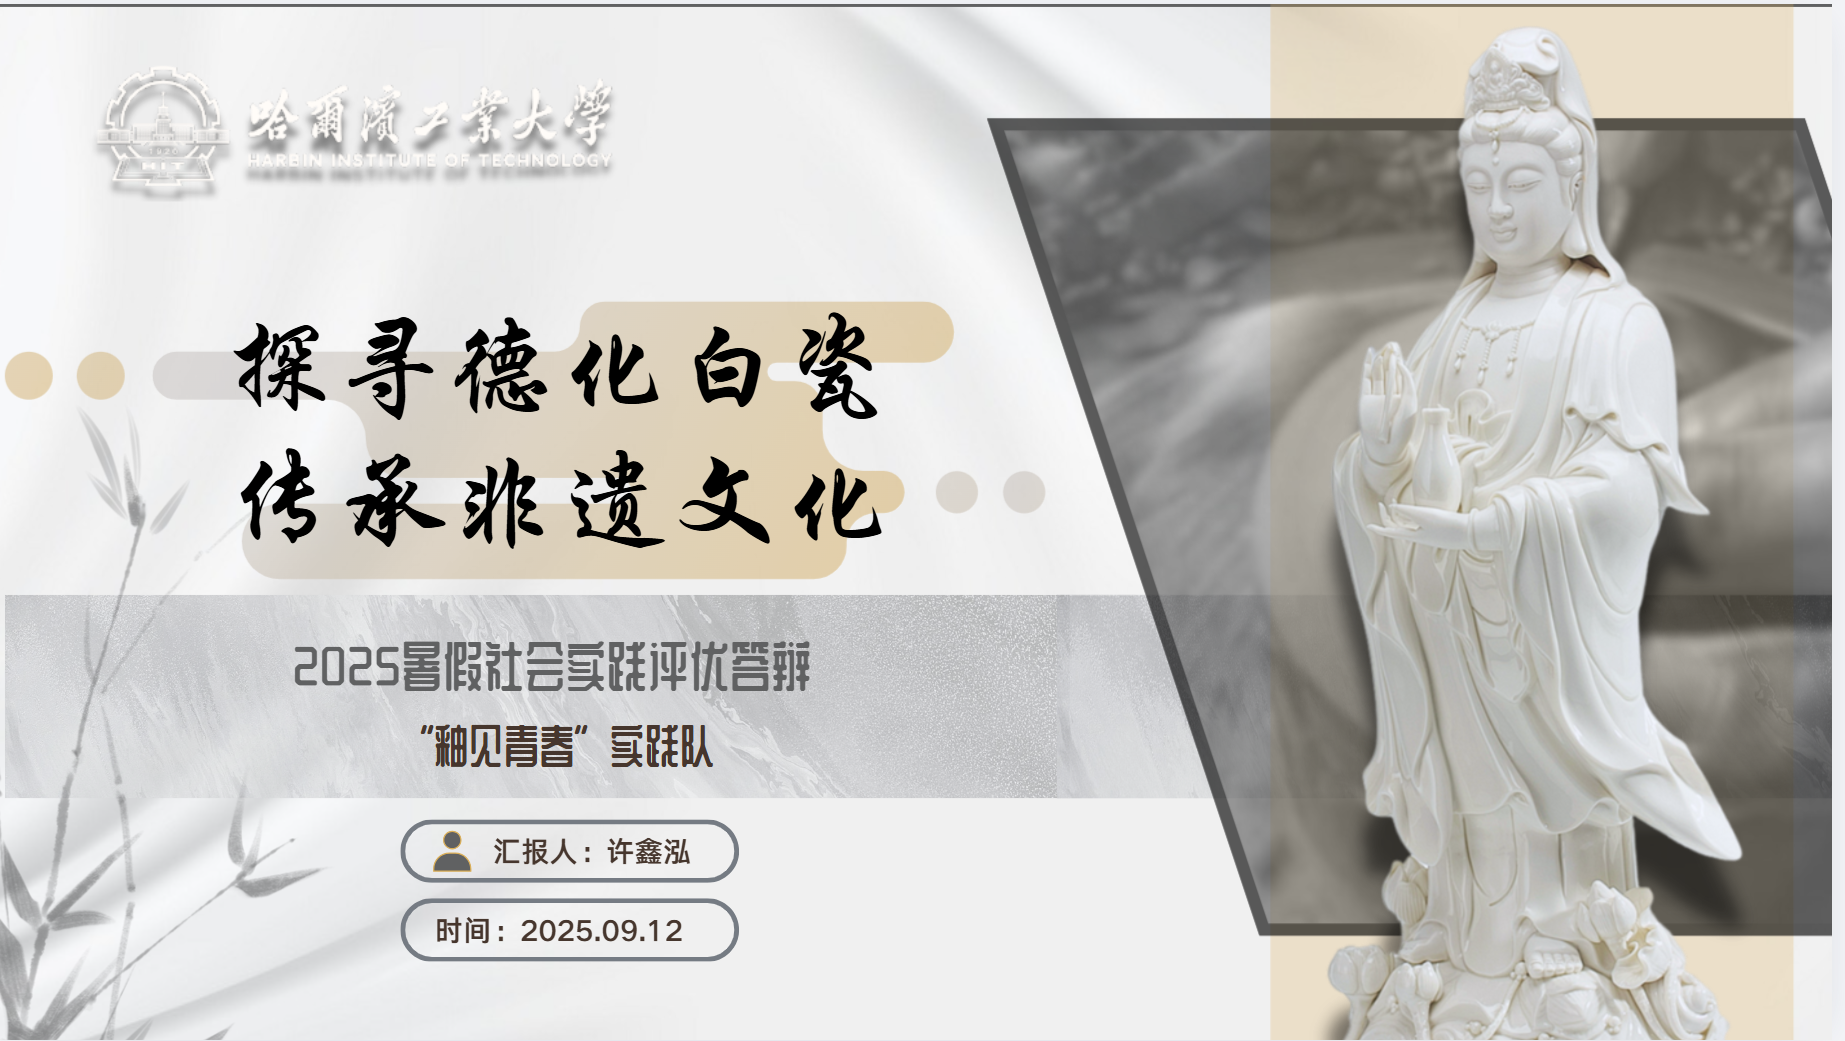 哈爾濱工業大學
HARBIN INSTITUTE OF TECHNOLOGY
1920
HIT
探寻德化白瓷
传承非遗文化
2025暑假社会实践评优答辩
“釉见青春”实践队
汇报人：许鑫泓
时间：2025.09.12